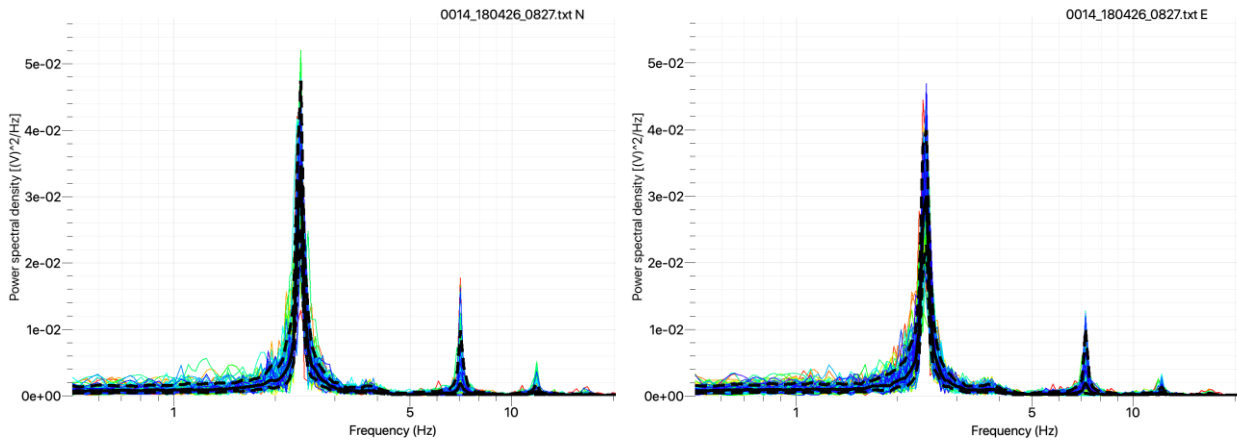 0014_180426_0827.txt N
Power spectral density [(V)^2/Hz]
5e-02
4e-02
3e-02
2e-02
1e-02
0e+00
1
5
10
Frequency (Hz)
0014_180426_0827.txt E
Power spectral density [(V)^2/Hz]
5e-02
4e-02
3e-02
2e-02
1e-02
0e+00
1
5
10
Frequency (Hz)